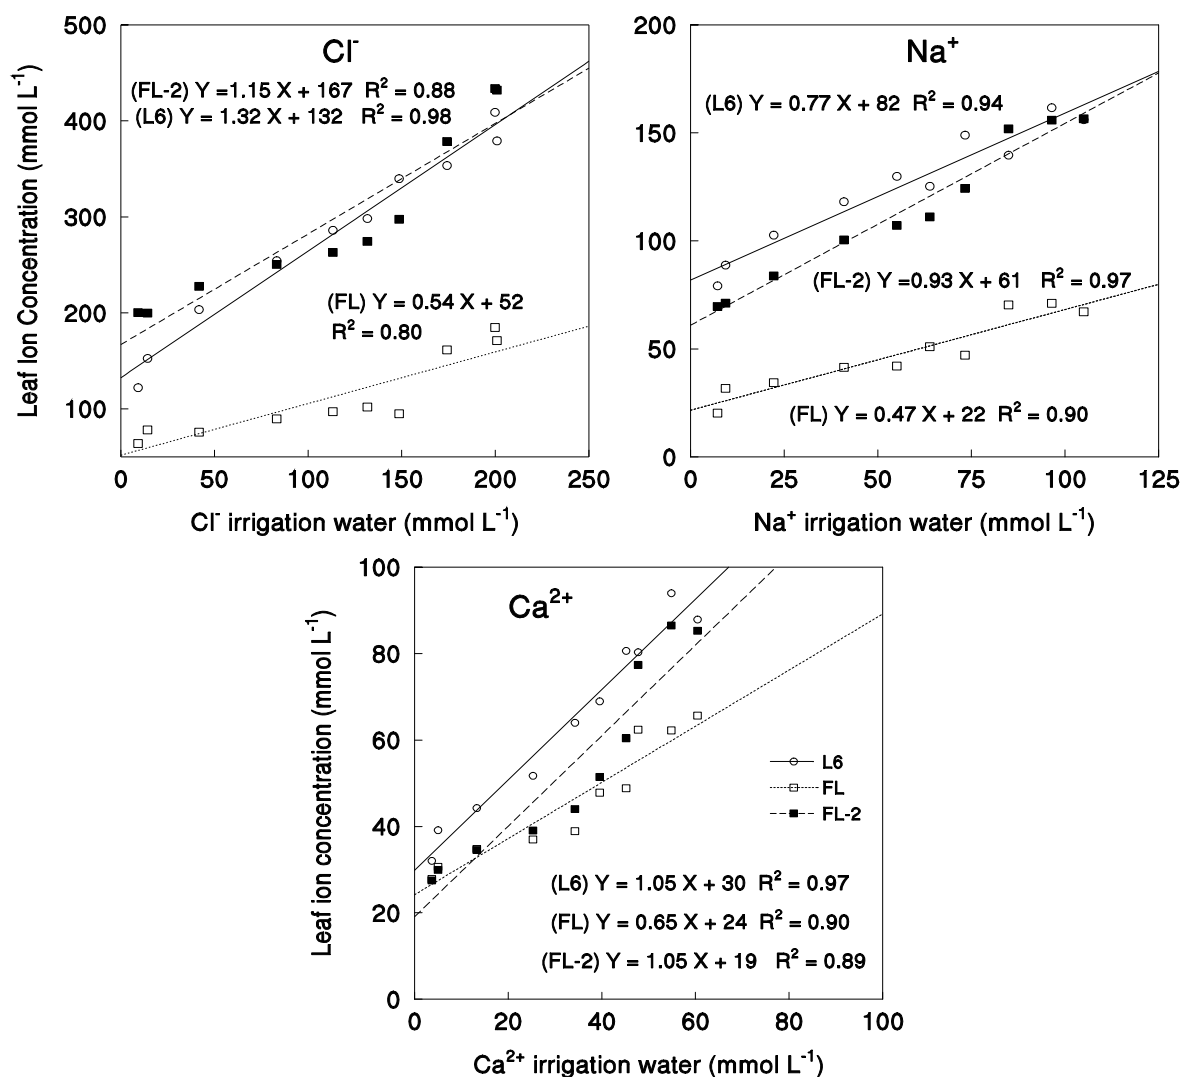 Cl⁻
(FL-2) Y =1.15 X + 167 R² = 0.88
(L6) Y = 1.32 X + 132 R² = 0.98
(FL) Y = 0.54 X + 52
R² = 0.80
500
400
300
200
100
Leaf Ion Concentration (mmol L⁻¹)
0 50 100 150 200 250
Cl⁻ irrigation water (mmol L⁻¹)
Na⁺
(L6) Y = 0.77 X + 82 R² = 0.94
(FL-2) Y =0.93 X + 61 R² = 0.97
(FL) Y = 0.47 X + 22 R² = 0.90
200
150
100
50
0
0 25 50 75 100 125
Na⁺ irrigation water (mmol L⁻¹)
Ca²⁺
L6
FL
FL-2
(L6) Y = 1.05 X + 30 R² = 0.97
(FL) Y = 0.65 X + 24 R² = 0.90
(FL-2) Y = 1.05 X + 19 R² = 0.89
100
80
60
40
20
0
Leaf ion concentration (mmol L⁻¹)
0 20 40 60 80 100
Ca²⁺ irrigation water (mmol L⁻¹)